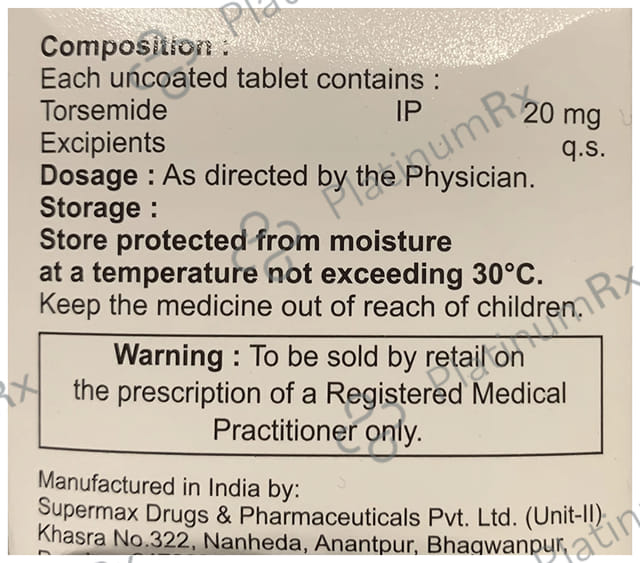 Composition :
Each uncoated tablet contains :
Torsemide IP 20 mg
Excipients q.s.
Dosage : As directed by the Physician.
Storage :
Store protected from moisture
at a temperature not exceeding 30°C.
Keep the medicine out of reach of children.
Warning : To be sold by retail on
the prescription of a Registered Medical
Practitioner only.
Manufactured in India by:
Supermax Drugs & Pharmaceuticals Pvt. Ltd. (Unit-II)
Khasra No.322, Nanheda, Anantpur, Bhagwanpur,
PlatinumRx
PlatinumRx